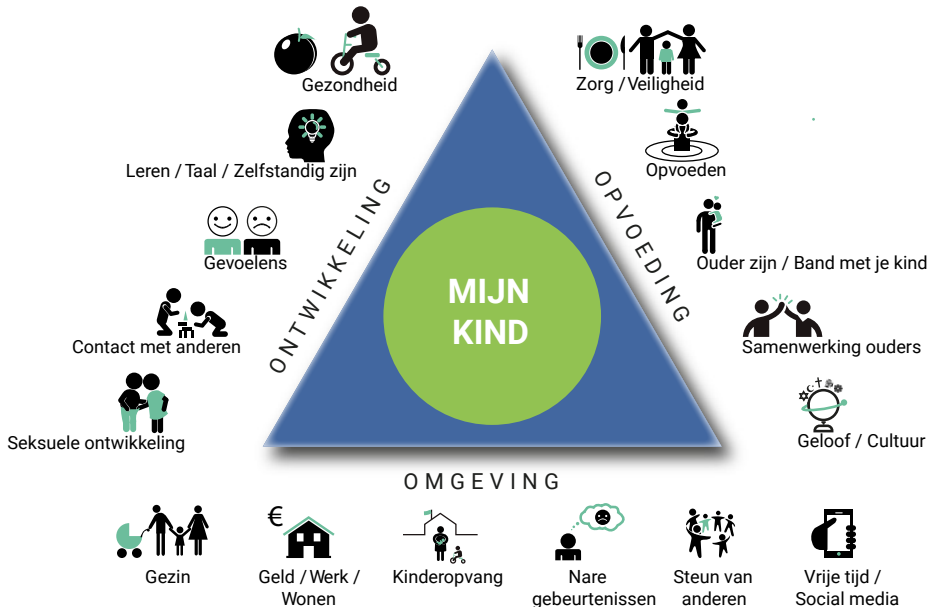 Gezondheid
Leren / Taal / Zelfstandig zijn
Gevoelens
Contact met anderen
Seksuele ontwikkeling
ONTWIKKELING
MIJN
KIND
OPVOEDING
Zorg / Veiligheid
Opvoeden
Ouder zijn / Band met je kind
Samenwerking ouders
Geloof / Cultuur
OMGEVING
€
Gezin
Geld / Werk /
Wonen
Kinderopvang
Nare
gebeurtenissen
Steun van
anderen
Vrije tijd /
Social media